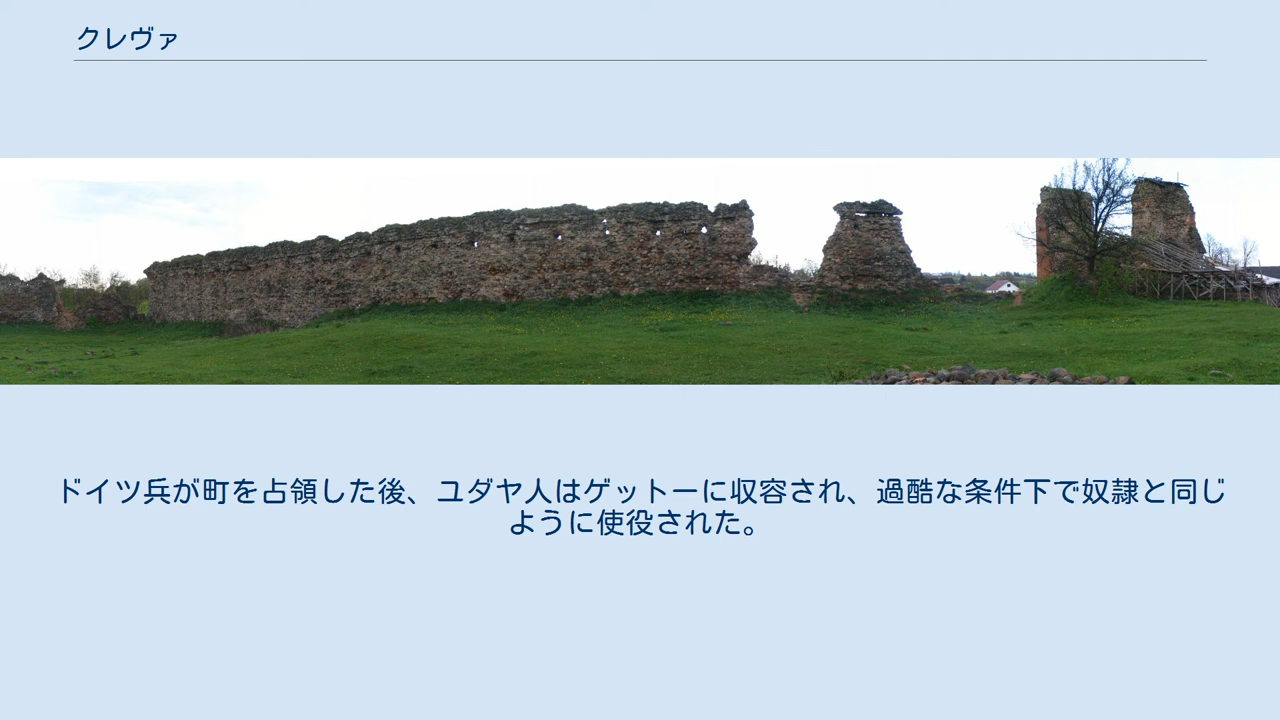 クレヴァ
ドイツ兵が町を占領した後、ユダヤ人はゲットーに収容され、過酷な条件下で奴隷と同じ
ように使役された。